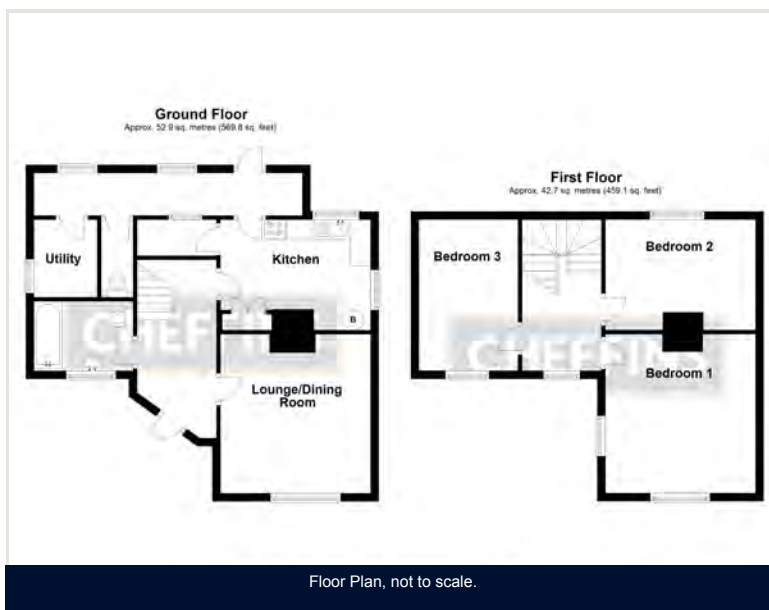 Ground Floor
Approx. 52.9 sq. metres (569.8 sq. feet)
Utility
Kitchen
B
CHEFFINS
Lounge/Dining
Room
First Floor
Approx. 42.7 sq. metres (459.1 sq. feet)
Bedroom 3
Bedroom 2
CHEFFINS
Bedroom 1
Floor Plan, not to scale.